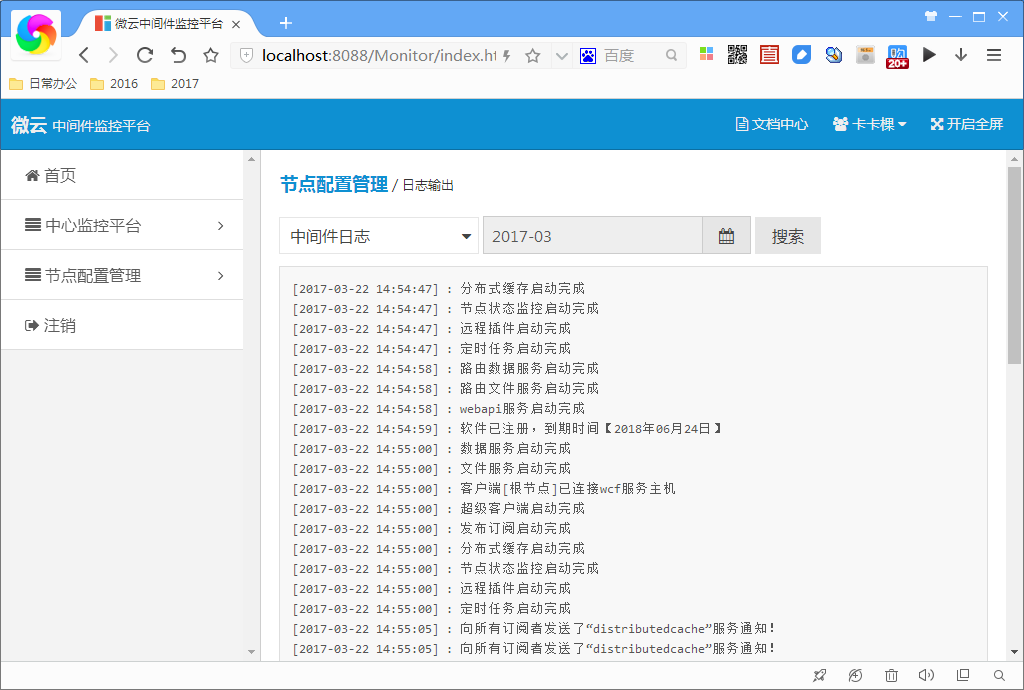 微云中间件监控平台
localhost:8088/Monitor/index.ht
百度
20+
日常办公 2016 2017
微云 中间件监控平台
文档中心 卡卡棵 开启全屏
首页
中心监控平台
节点配置管理
注销
节点配置管理 / 日志输出
中间件日志 2017-03 搜索
[2017-03-22 14:54:47] : 分布式缓存启动完成
[2017-03-22 14:54:47] : 节点状态监控启动完成
[2017-03-22 14:54:47] : 远程插件启动完成
[2017-03-22 14:54:47] : 定时任务启动完成
[2017-03-22 14:54:58] : 路由数据服务启动完成
[2017-03-22 14:54:58] : 路由文件服务启动完成
[2017-03-22 14:54:58] : webapi服务启动完成
[2017-03-22 14:54:59] : 软件已注册，到期时间【2018年06月24日】
[2017-03-22 14:55:00] : 数据服务启动完成
[2017-03-22 14:55:00] : 文件服务启动完成
[2017-03-22 14:55:00] : 客户端[根节点]已连接wcf服务主机
[2017-03-22 14:55:00] : 超级客户端启动完成
[2017-03-22 14:55:00] : 发布订阅启动完成
[2017-03-22 14:55:00] : 分布式缓存启动完成
[2017-03-22 14:55:00] : 节点状态监控启动完成
[2017-03-22 14:55:00] : 远程插件启动完成
[2017-03-22 14:55:00] : 定时任务启动完成
[2017-03-22 14:55:05] : 向所有订阅者发送了“distributedcache”服务通知！
[2017-03-22 14:55:05] : 向所有订阅者发送了“distributedcache”服务通知！